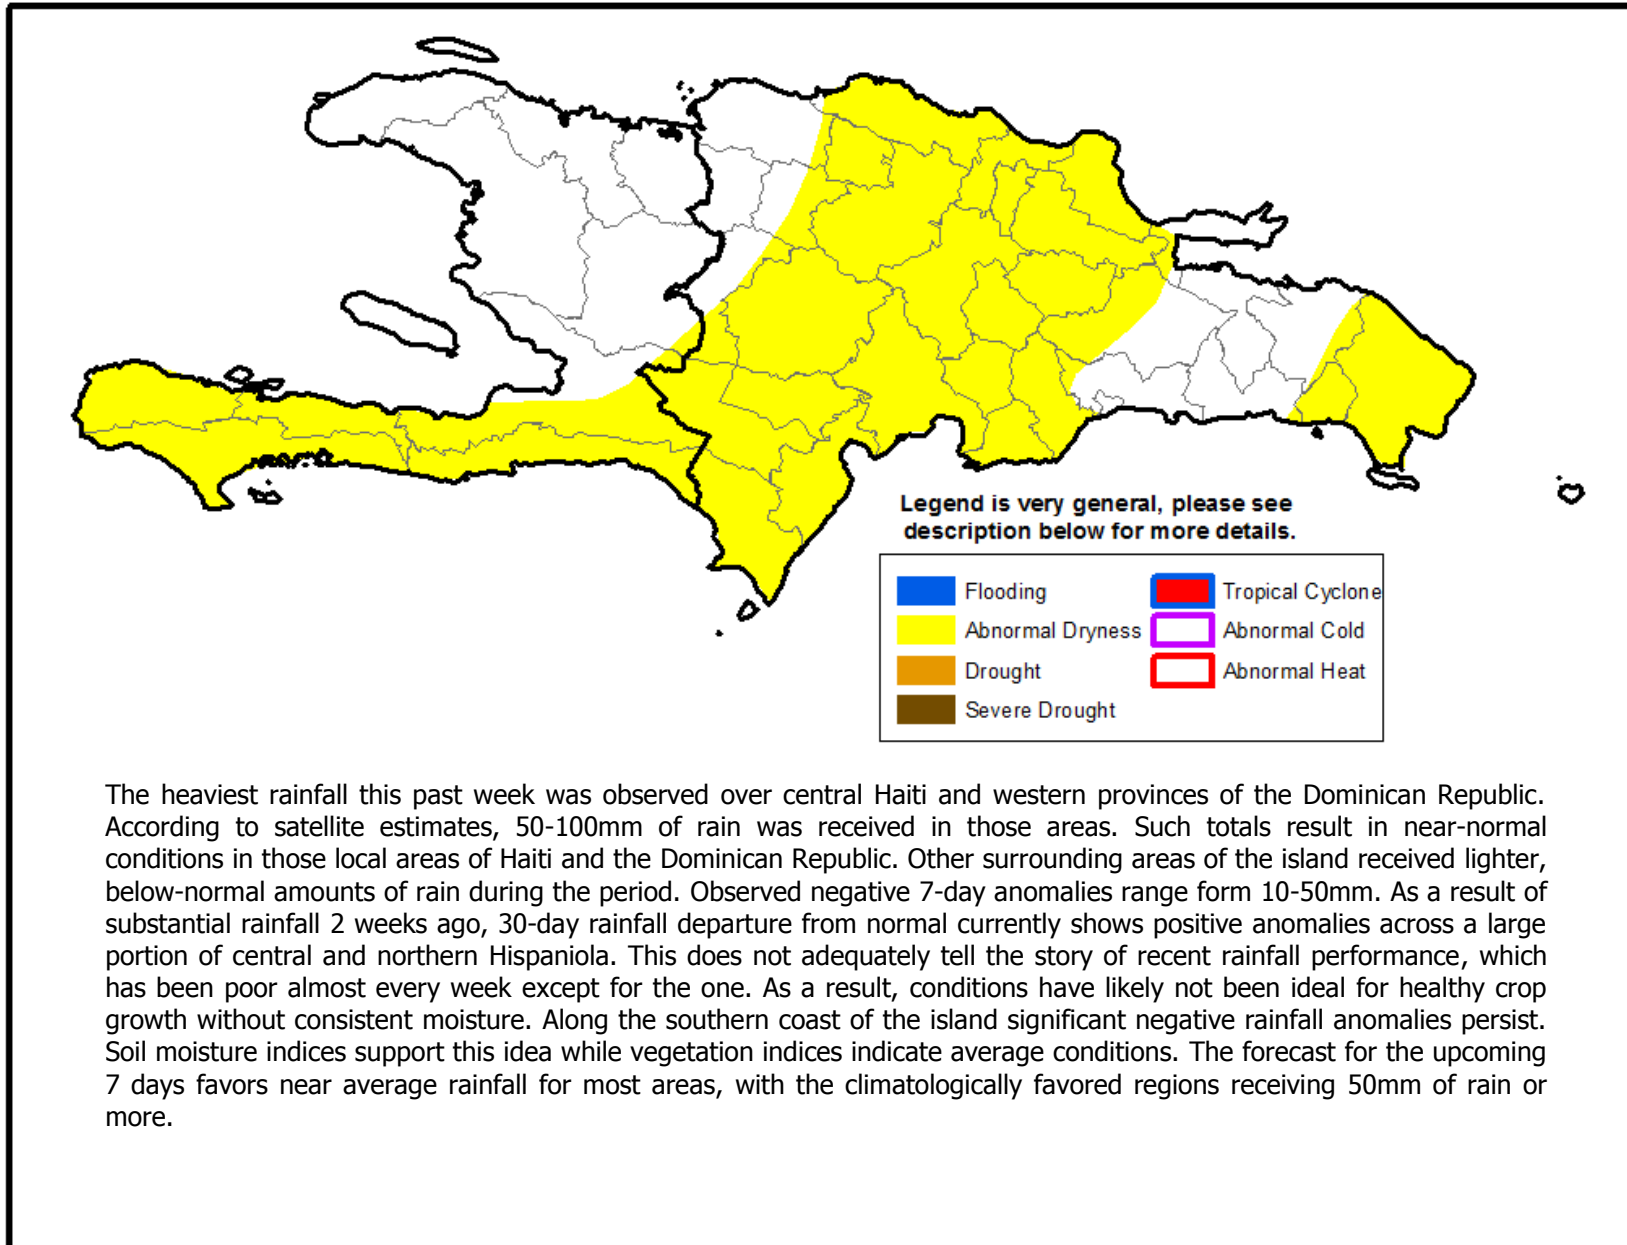 Legend is very general, please see
description below for more details.
Flooding
Tropical Cyclone
Abnormal Dryness
Abnormal Cold
Drought
Abnormal Heat
Severe Drought
The heaviest rainfall this past week was observed over central Haiti and western provinces of the Dominican Republic.
According to satellite estimates, 50-100mm of rain was received in those areas. Such totals result in near-normal
conditions in those local areas of Haiti and the Dominican Republic. Other surrounding areas of the island received lighter,
below-normal amounts of rain during the period. Observed negative 7-day anomalies range form 10-50mm. As a result of
substantial rainfall 2 weeks ago, 30-day rainfall departure from normal currently shows positive anomalies across a large
portion of central and northern Hispaniola. This does not adequately tell the story of recent rainfall performance, which
has been poor almost every week except for the one. As a result, conditions have likely not been ideal for healthy crop
growth without consistent moisture. Along the southern coast of the island significant negative rainfall anomalies persist.
Soil moisture indices support this idea while vegetation indices indicate average conditions. The forecast for the upcoming
7 days favors near average rainfall for most areas, with the climatologically favored regions receiving 50mm of rain or
more.